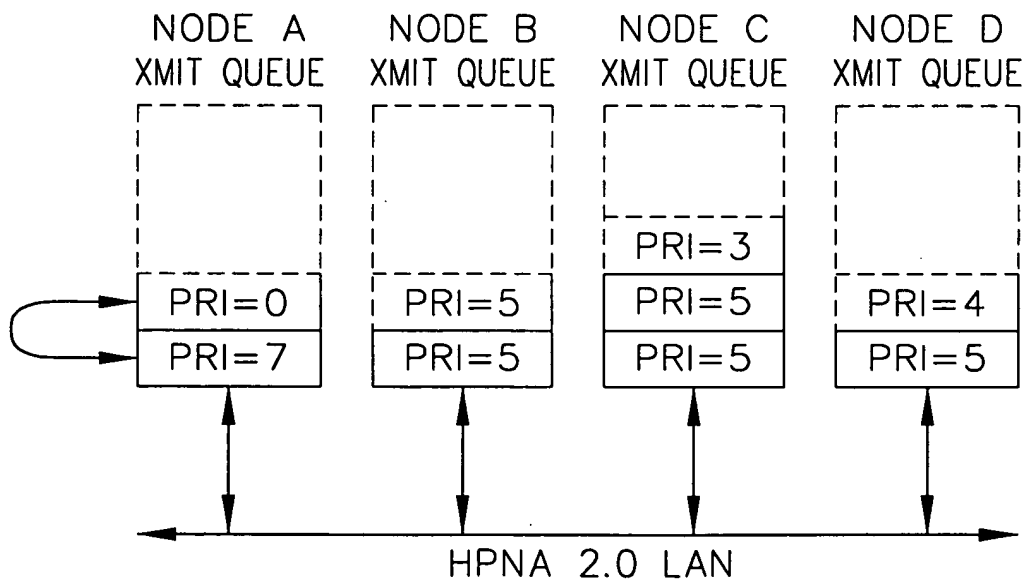 NODE A NODE B NODE C NODE D
XMIT QUEUE XMIT QUEUE XMIT QUEUE XMIT QUEUE
PRI=3
PRI=0 PRI=5 PRI=5 PRI=4
PRI=7 PRI=5 PRI=5 PRI=5
HPNA 2.0 LAN